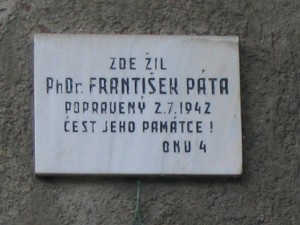 ZDE ŽIL
PhDr. FRANTIŠEK PÁTA
POPRAVENÝ 2.7.1942
ČEST JEHO PAMÁTCE!
ONV 4